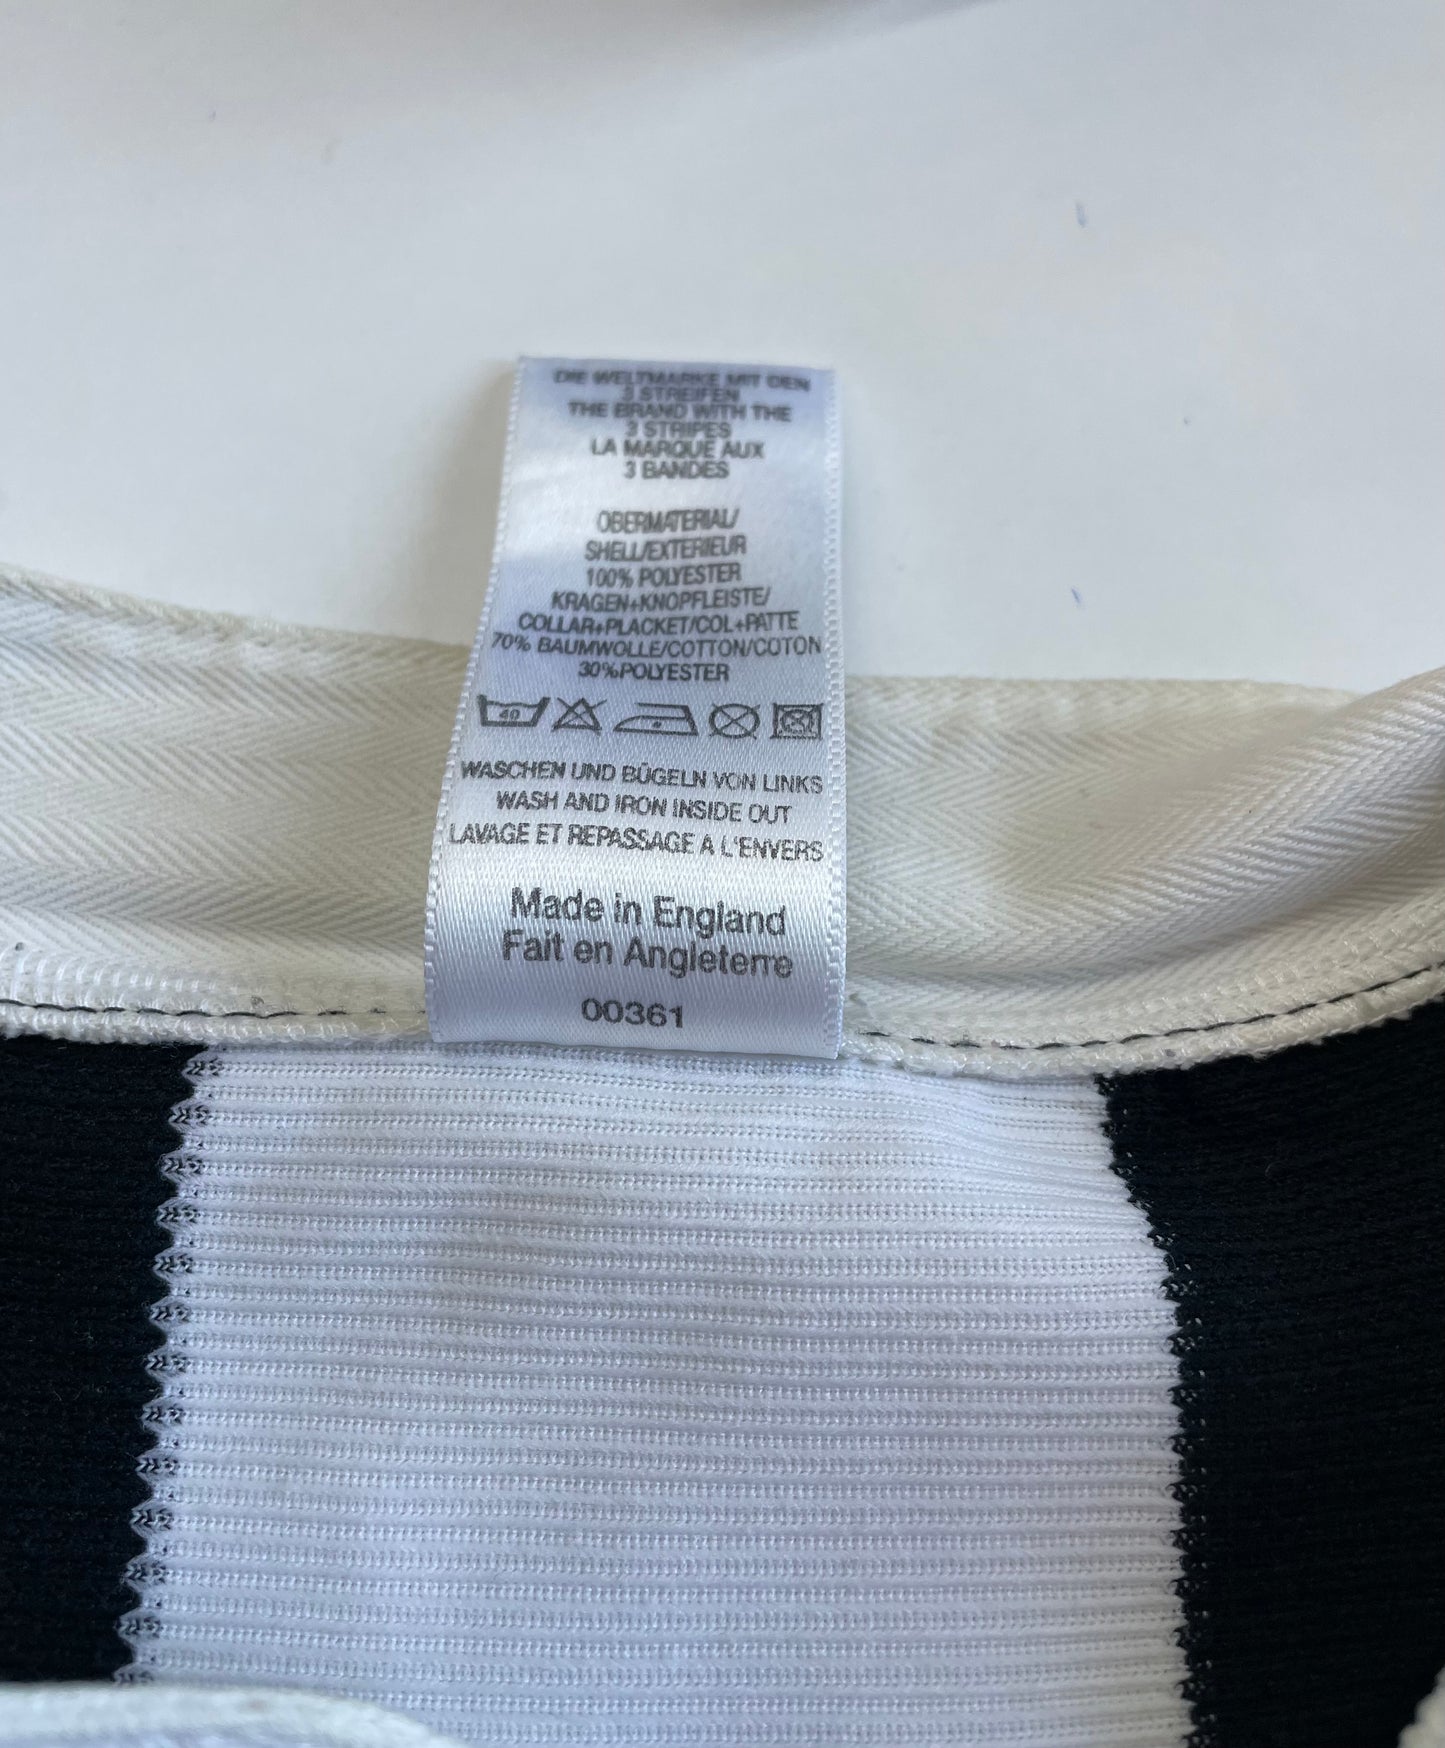 DIE WELTMARKE MIT DEN
3 STREIFEN
THE BRAND WITH THE
3 STRIPES
LA MARQUE AUX
3 BANDES
OBERMATERIAL/
SHELL/EXTERIEUR
100% POLYESTER
KRAGEN+KNOPFLEISTE/
COLLAR+PLACKET/COL+PATTE
70% BAUMWOLLE/COTTON/COTON
30%POLYESTER
40
WASCHEN UND BÜGELN VON LINKS
WASH AND IRON INSIDE OUT
LAVAGE ET REPASSAGE A L'ENVERS
Made in England
Fait en Angleterre
00361